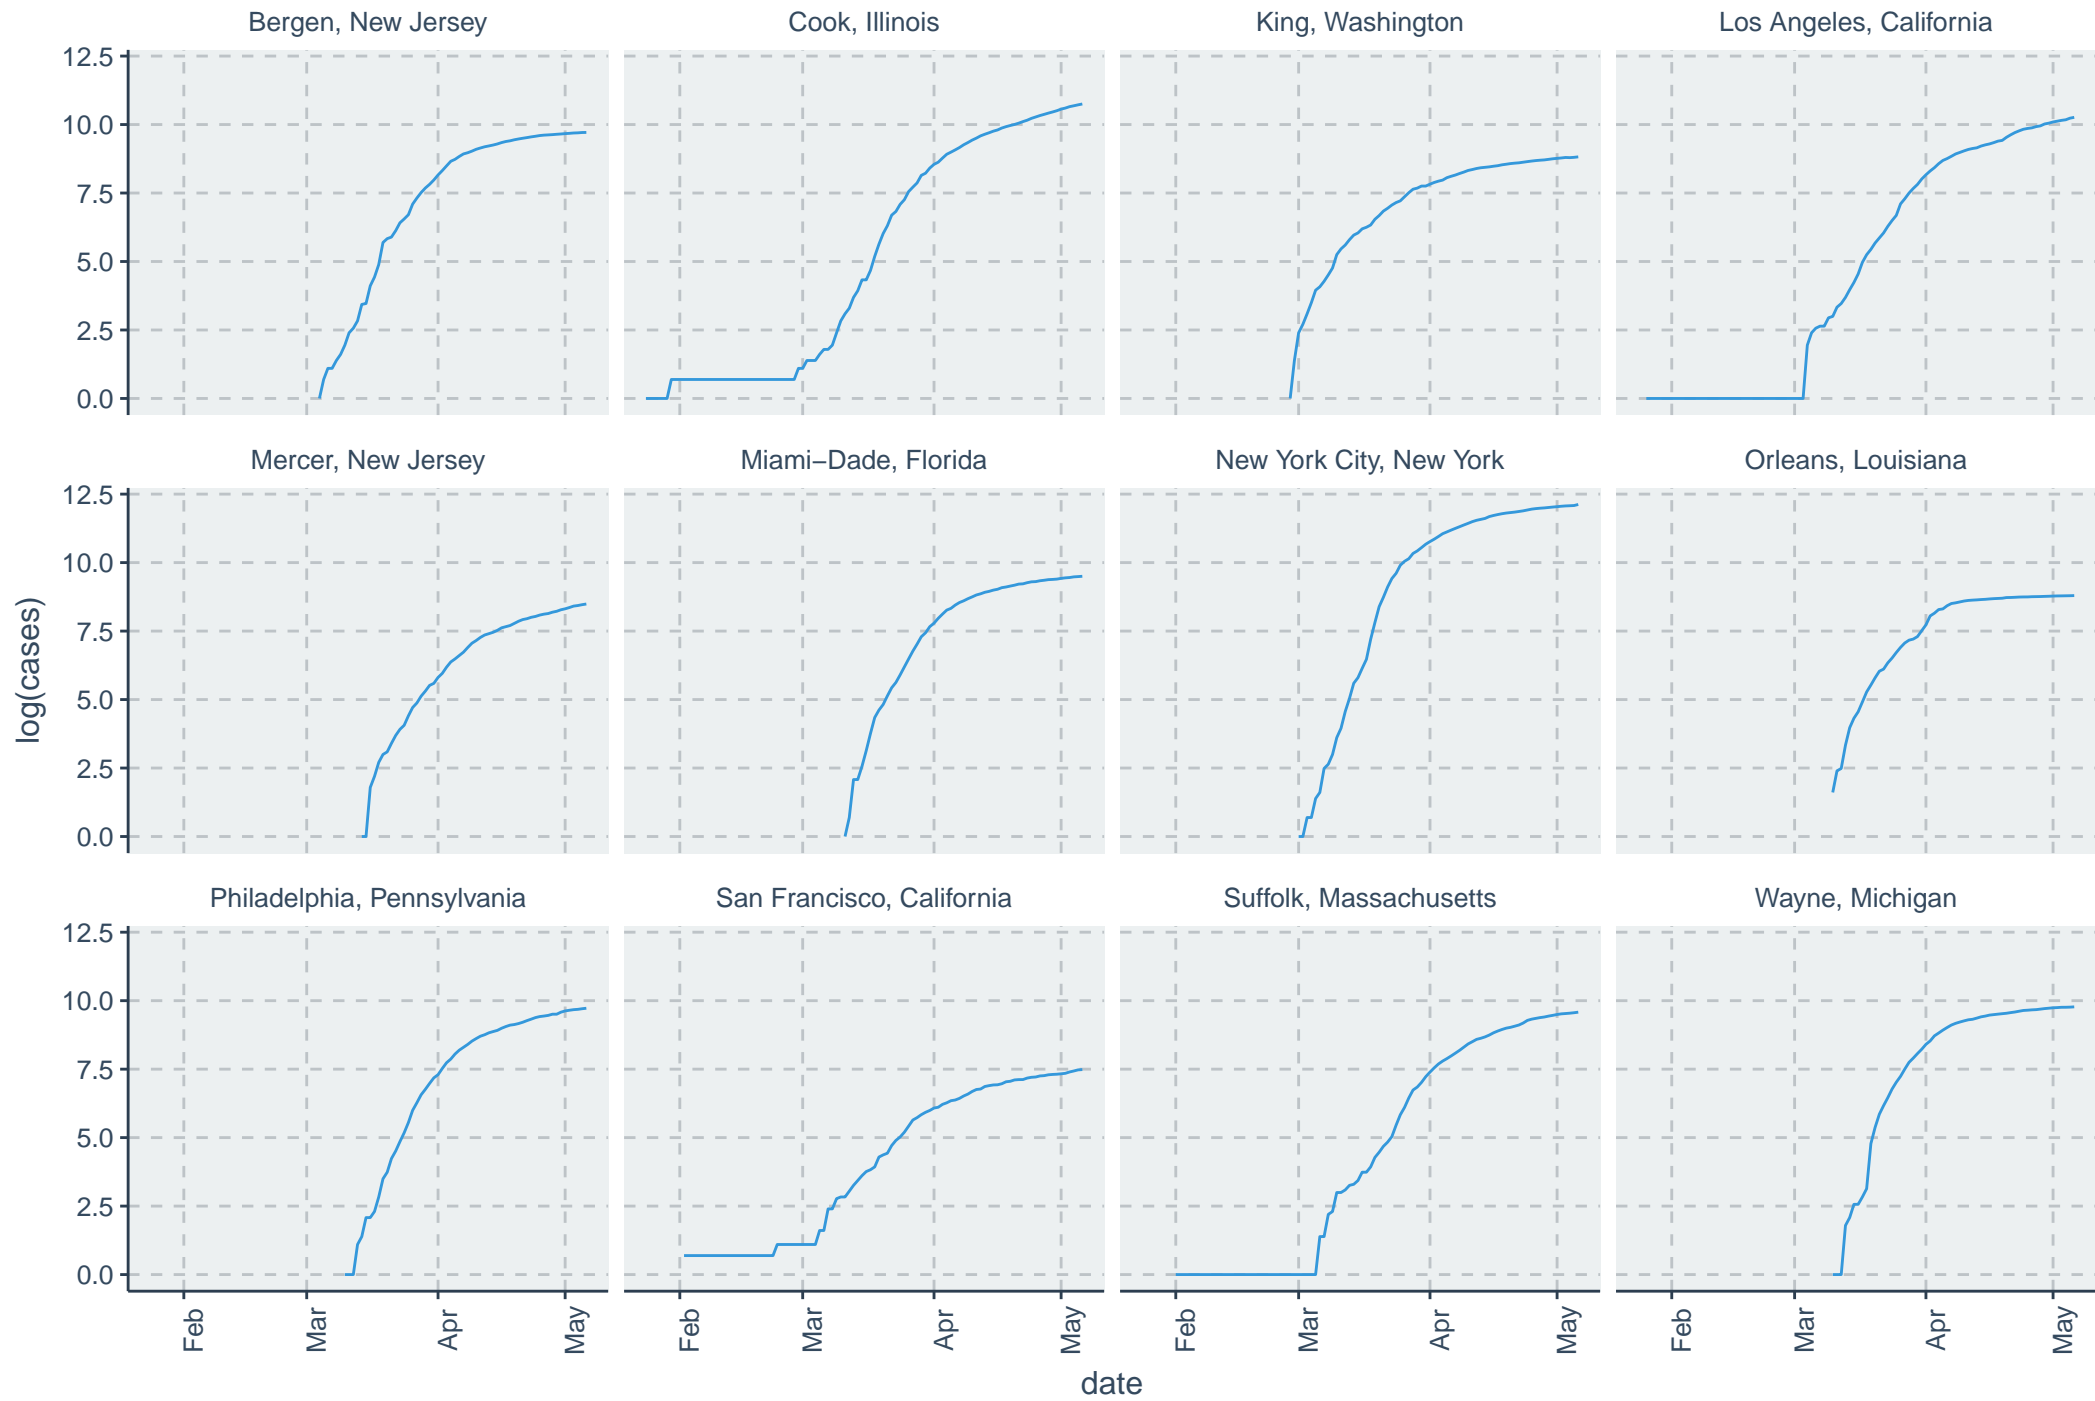 Bergen, New Jersey
Cook, Illinois
King, Washington
Los Angeles, California
12.5
10.0
7.5
5.0
2.5
0.0
Mercer, New Jersey
Miami−Dade, Florida
New York City, New York
Orleans, Louisiana
12.5
10.0
7.5
5.0
2.5
0.0
log(cases)
Philadelphia, Pennsylvania
San Francisco, California
Suffolk, Massachusetts
Wayne, Michigan
12.5
10.0
7.5
5.0
2.5
0.0
Feb Mar Apr May
Feb Mar Apr May
Feb Mar Apr May
Feb Mar Apr May
date